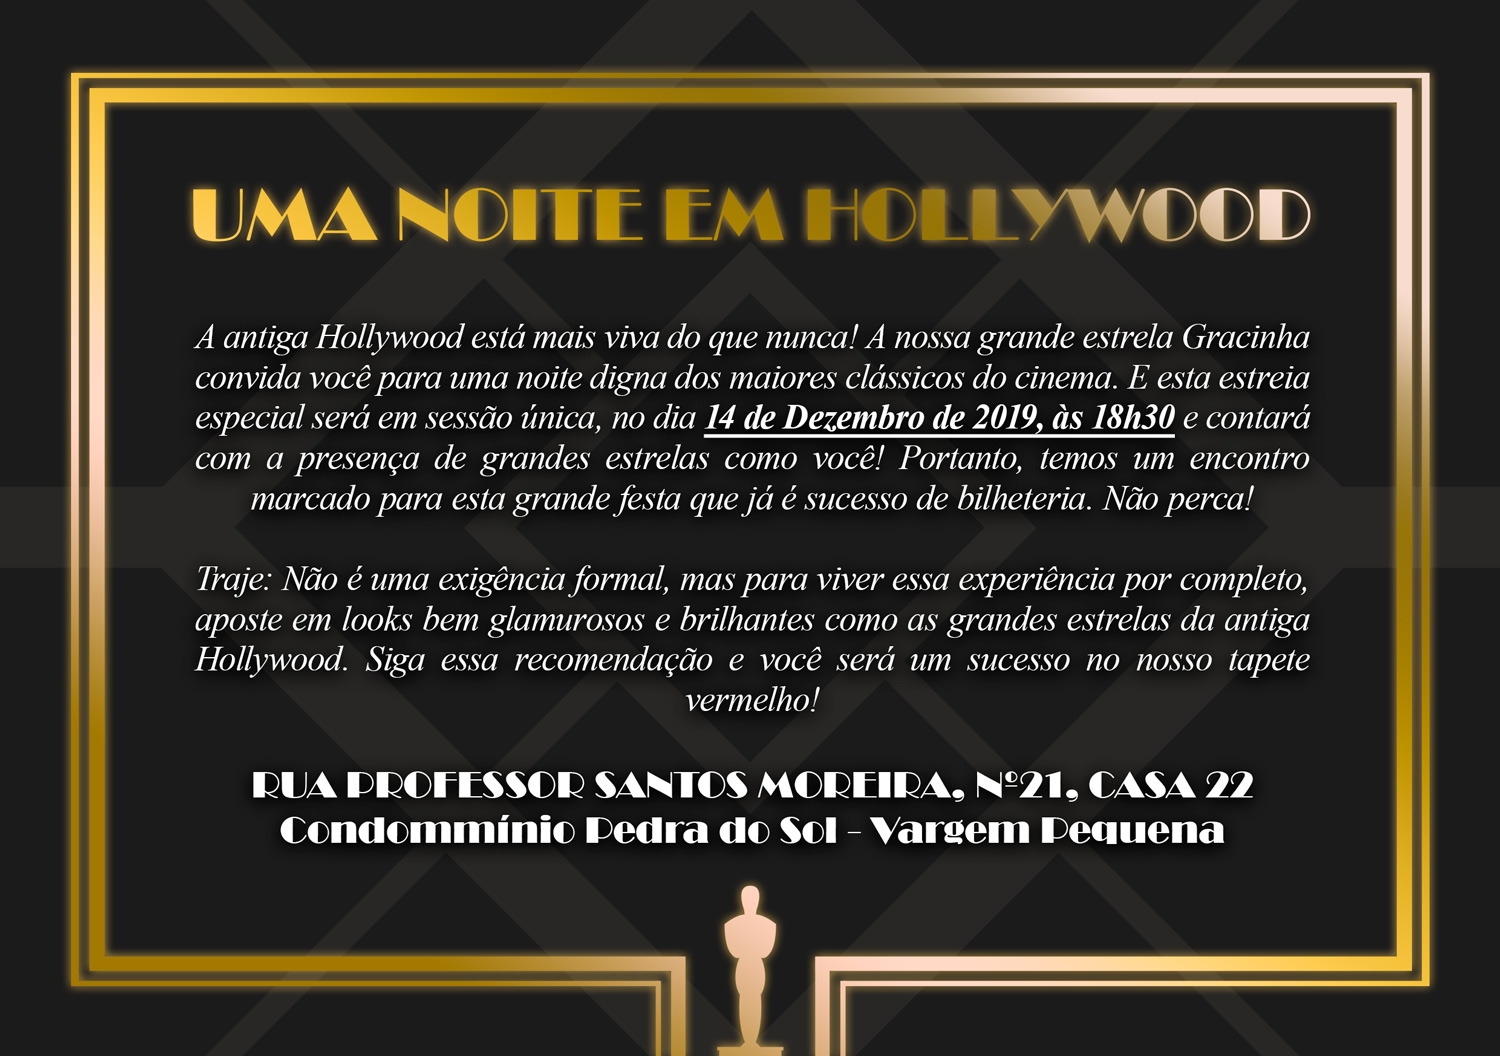 UMA NOITE EM HOLLYWOOD
A antiga Hollywood está mais viva do que nunca! A nossa grande estrela Gracinha
convida você para uma noite digna dos maiores clássicos do cinema. E esta estreia
especial será em sessão única, no dia 14 de Dezembro de 2019, às 18h30 e contará
com a presença de grandes estrelas como você! Portanto, temos um encontro
marcado para esta grande festa que já é sucesso de bilheteria. Não perca!
Traje: Não é uma exigência formal, mas para viver essa experiência por completo,
aposte em looks bem glamurosos e brilhantes como as grandes estrelas da antiga
Hollywood. Siga essa recomendação e você será um sucesso no nosso tapete
vermelho!
RUA PROFESSOR SANTOS MOREIRA, Nº21, CASA 22
Condommínio Pedra do Sol - Vargem Pequena